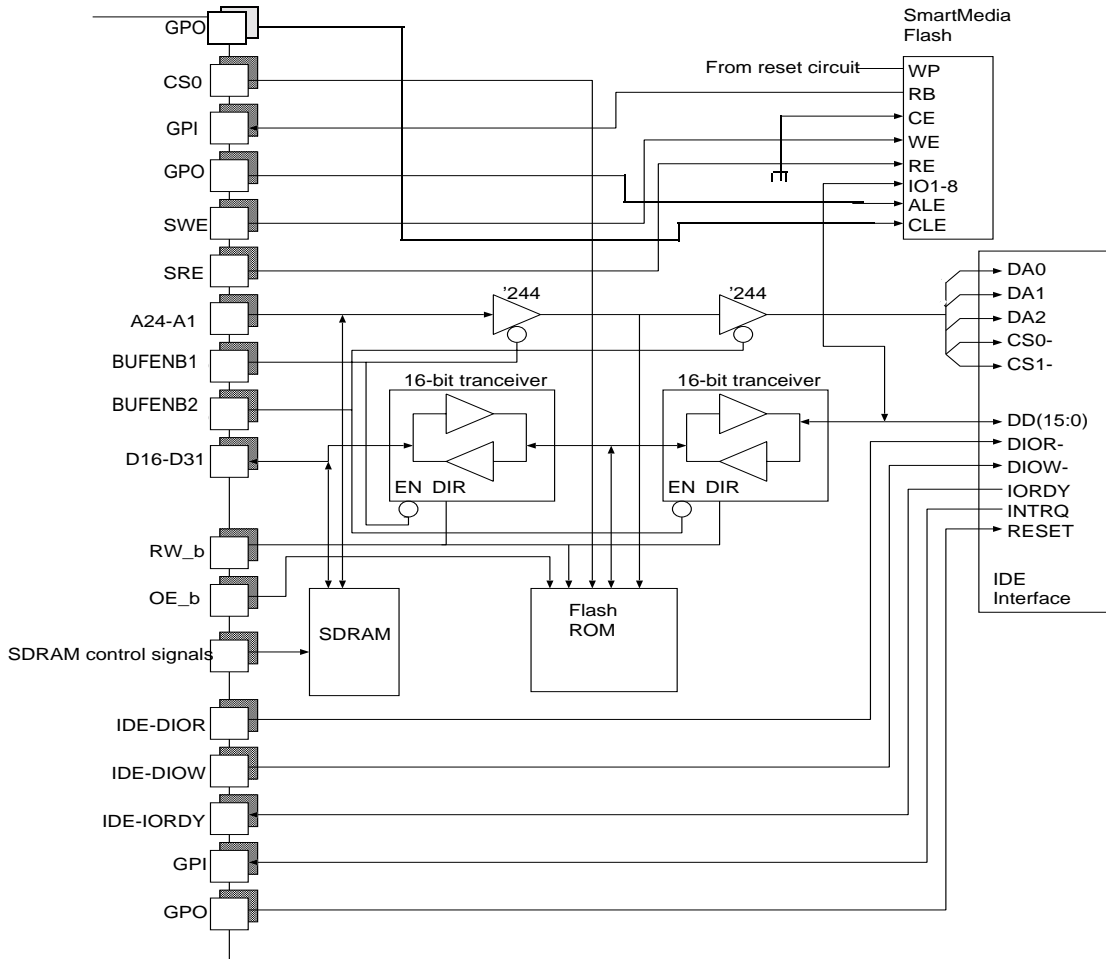 GPO
CS0
GPI
GPO
SWE
SRE
A24-A1
BUFENB1
BUFENB2
D16-D31
RW_b
OE_b
SDRAM control signals
IDE-DIOR
IDE-DIOW
IDE-IORDY
GPI
GPO
SmartMedia
Flash
From reset circuit
WP
RB
CE
WE
RE
IO1-8
ALE
CLE
’244
’244
16-bit tranceiver
EN DIR
16-bit tranceiver
EN DIR
SDRAM
Flash
ROM
DA0
DA1
DA2
CS0-
CS1-
DD(15:0)
DIOR-
DIOW-
IORDY
INTRQ
RESET
IDE
Interface